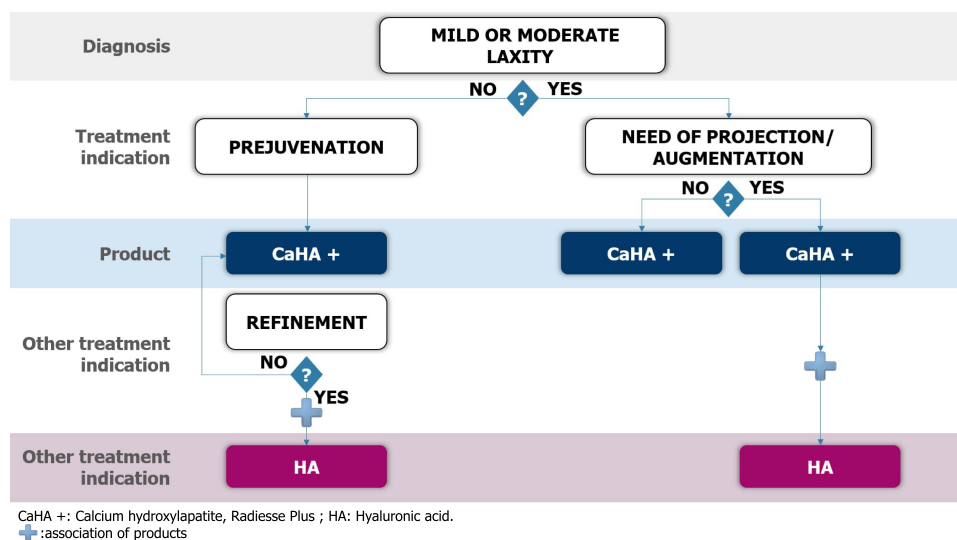 Diagnosis
MILD OR MODERATE
LAXITY
NO
?
YES
Treatment
indication
PREJUVENATION
NEED OF PROJECTION/
AUGMENTATION
NO
?
YES
Product
CaHA +
CaHA +
CaHA +
Other treatment
indication
REFINEMENT
NO
?
YES
Other treatment
indication
HA
HA
CaHA +: Calcium hydroxylapatite, Radiesse Plus ; HA: Hyaluronic acid.
:association of products